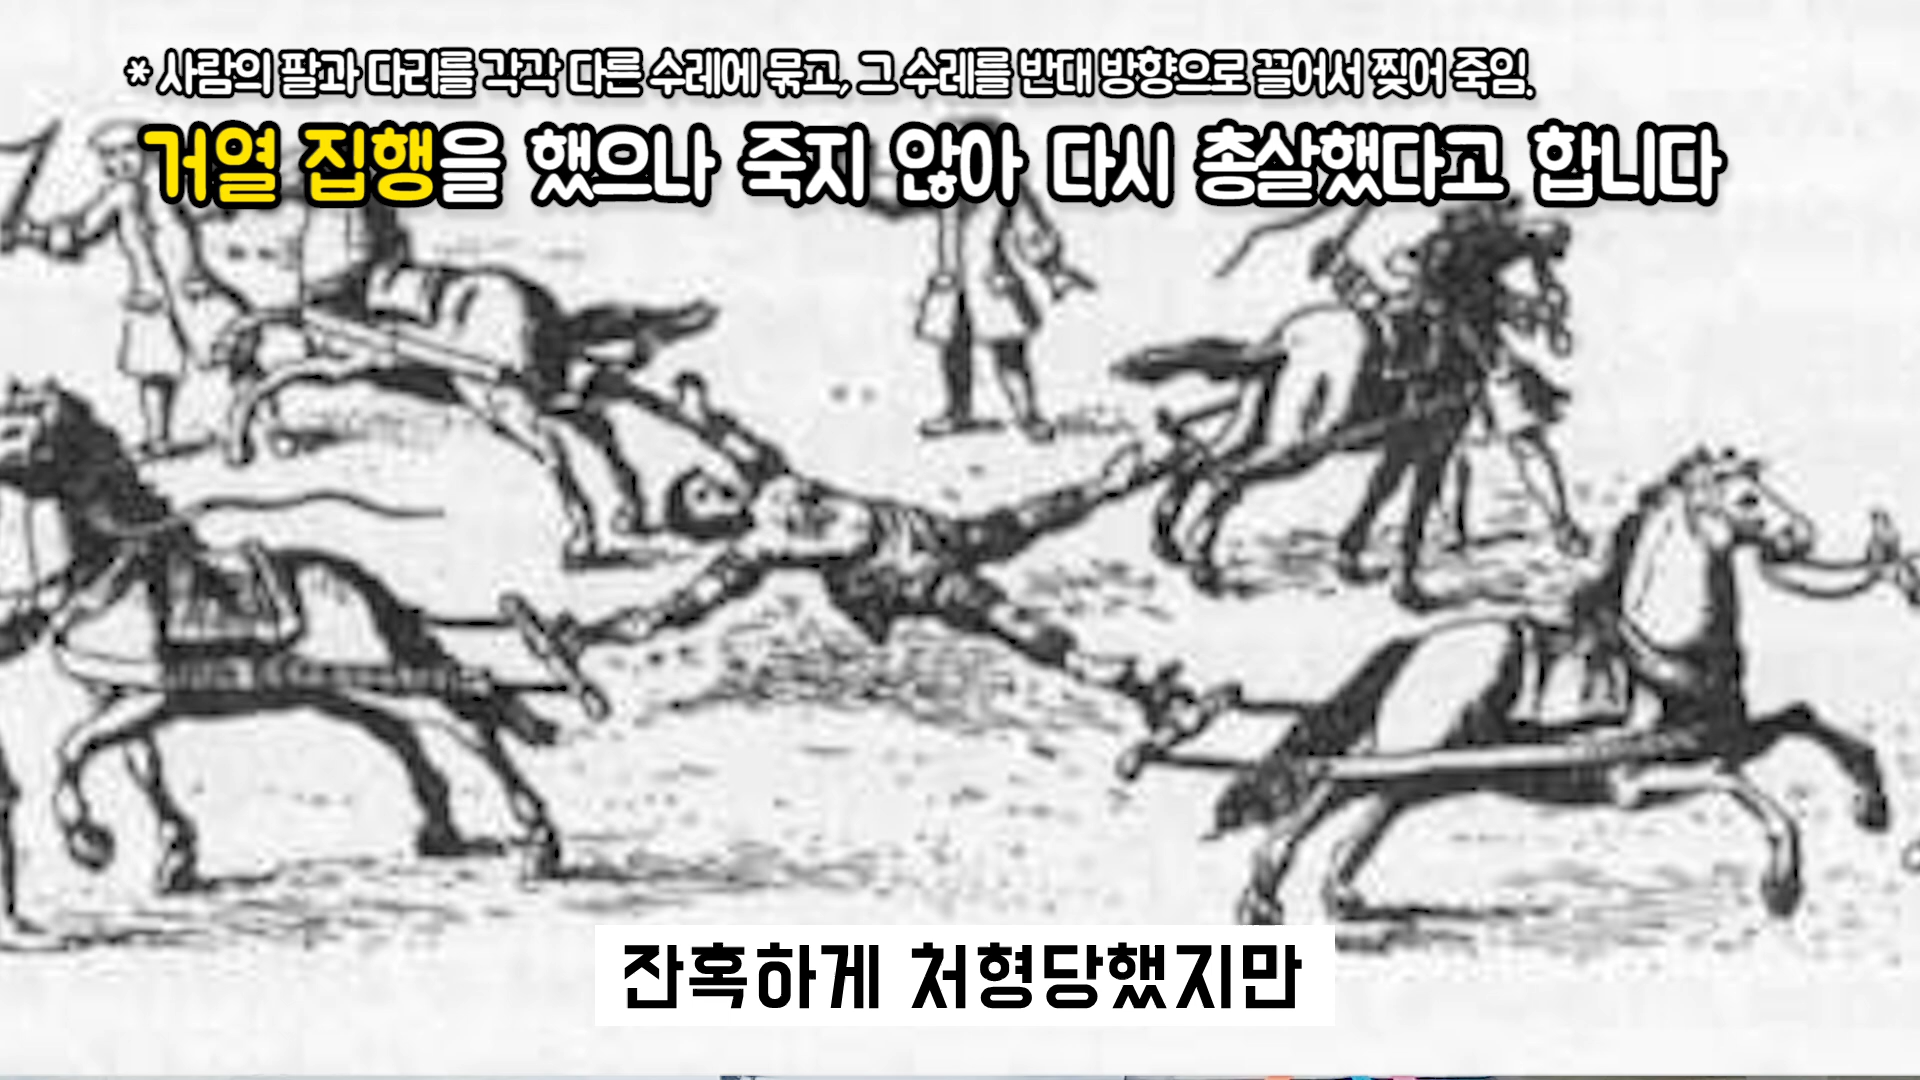 * 사람의 팔과 다리를 각각 다른 수레에 묶고, 그 수레를 반대 방향으로 끌어서 찢어 죽임.
거열 집행을 했으나 죽지 않아 다시 총살했다고 합니다
잔혹하게 처형당했지만